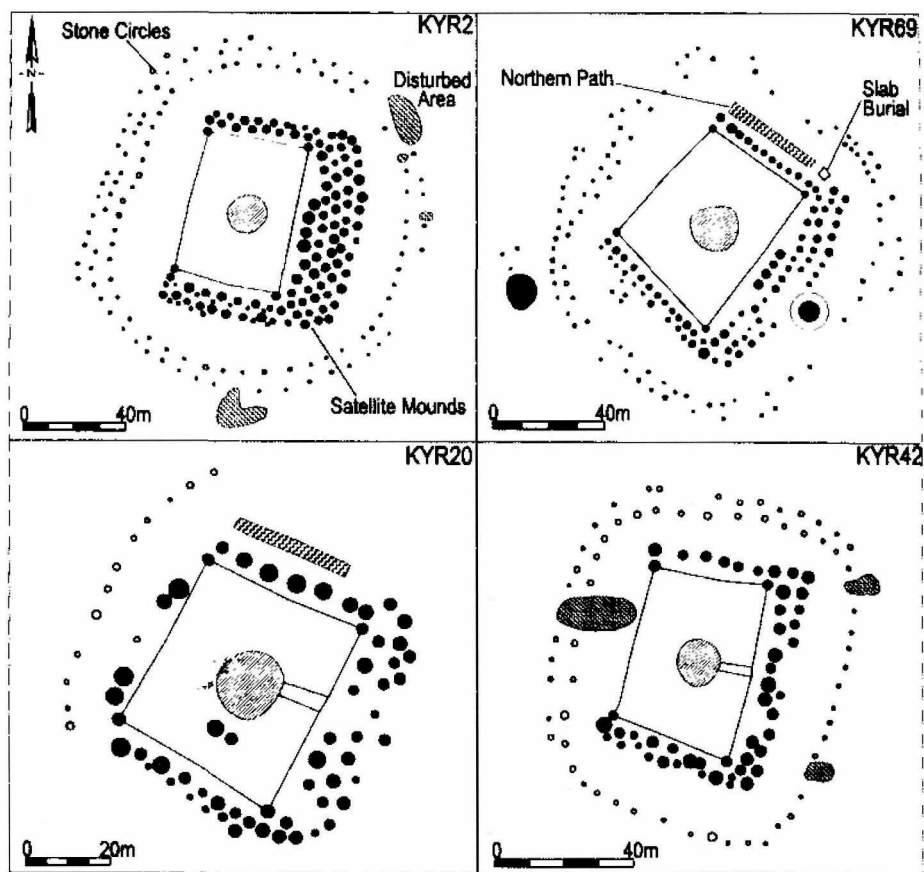 KYR2
N
Stone Circles
Disturbed
Area
Satellite Mounds
0 40m
KYR69
Northern Path
Slab
Burial
0 40m
KYR20
0 20m
KYR42
0 40m